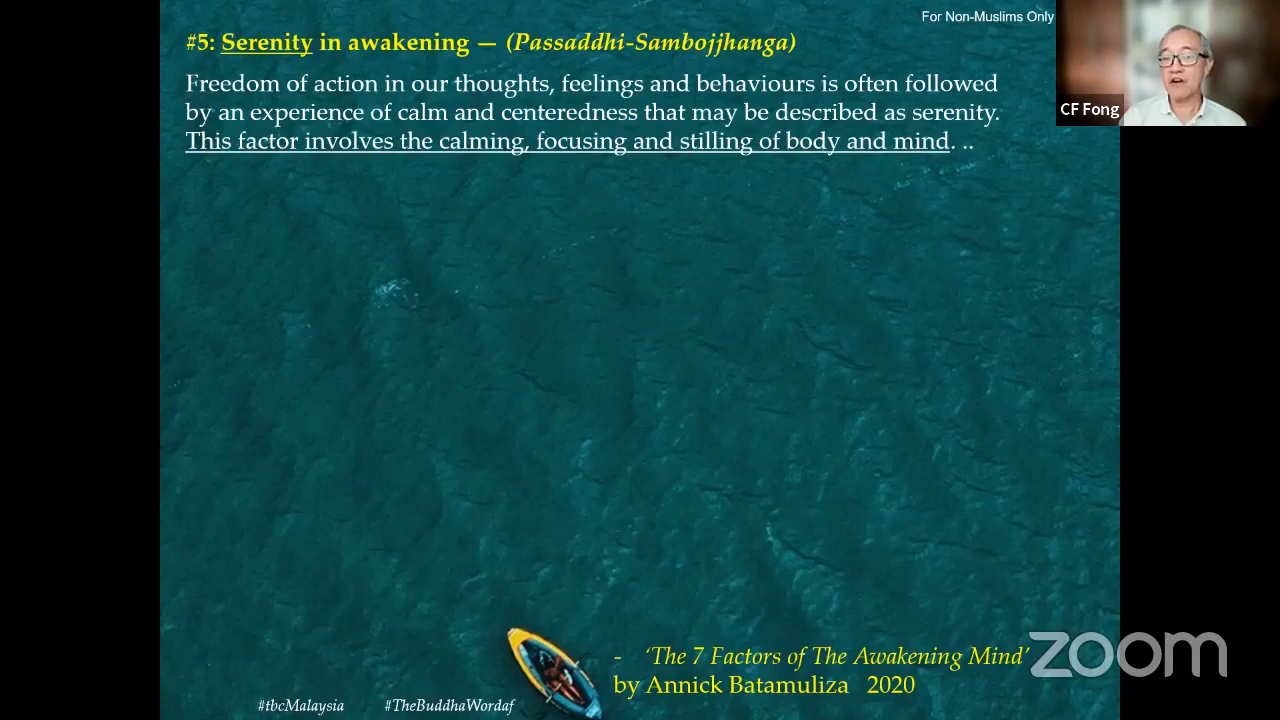 For Non-Muslims Only
#5: Serenity in awakening — (Passaddhi-Sambojjhanga)
Freedom of action in our thoughts, feelings and behaviours is often followed
by an experience of calm and centeredness that may be described as serenity.
This factor involves the calming, focusing and stilling of body and mind. ..
CF Fong
- ‘The 7 Factors of The Awakening Mind’
by Annick Batamuliza 2020
zoom
#tbcMalaysia #TheBuddhaWordaf